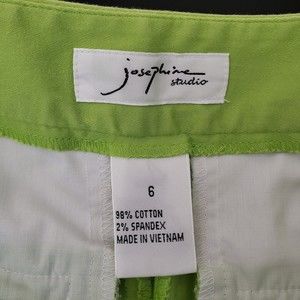 josephine
studio
6
98% COTTON
2% SPANDEX
MADE IN VIETNAM